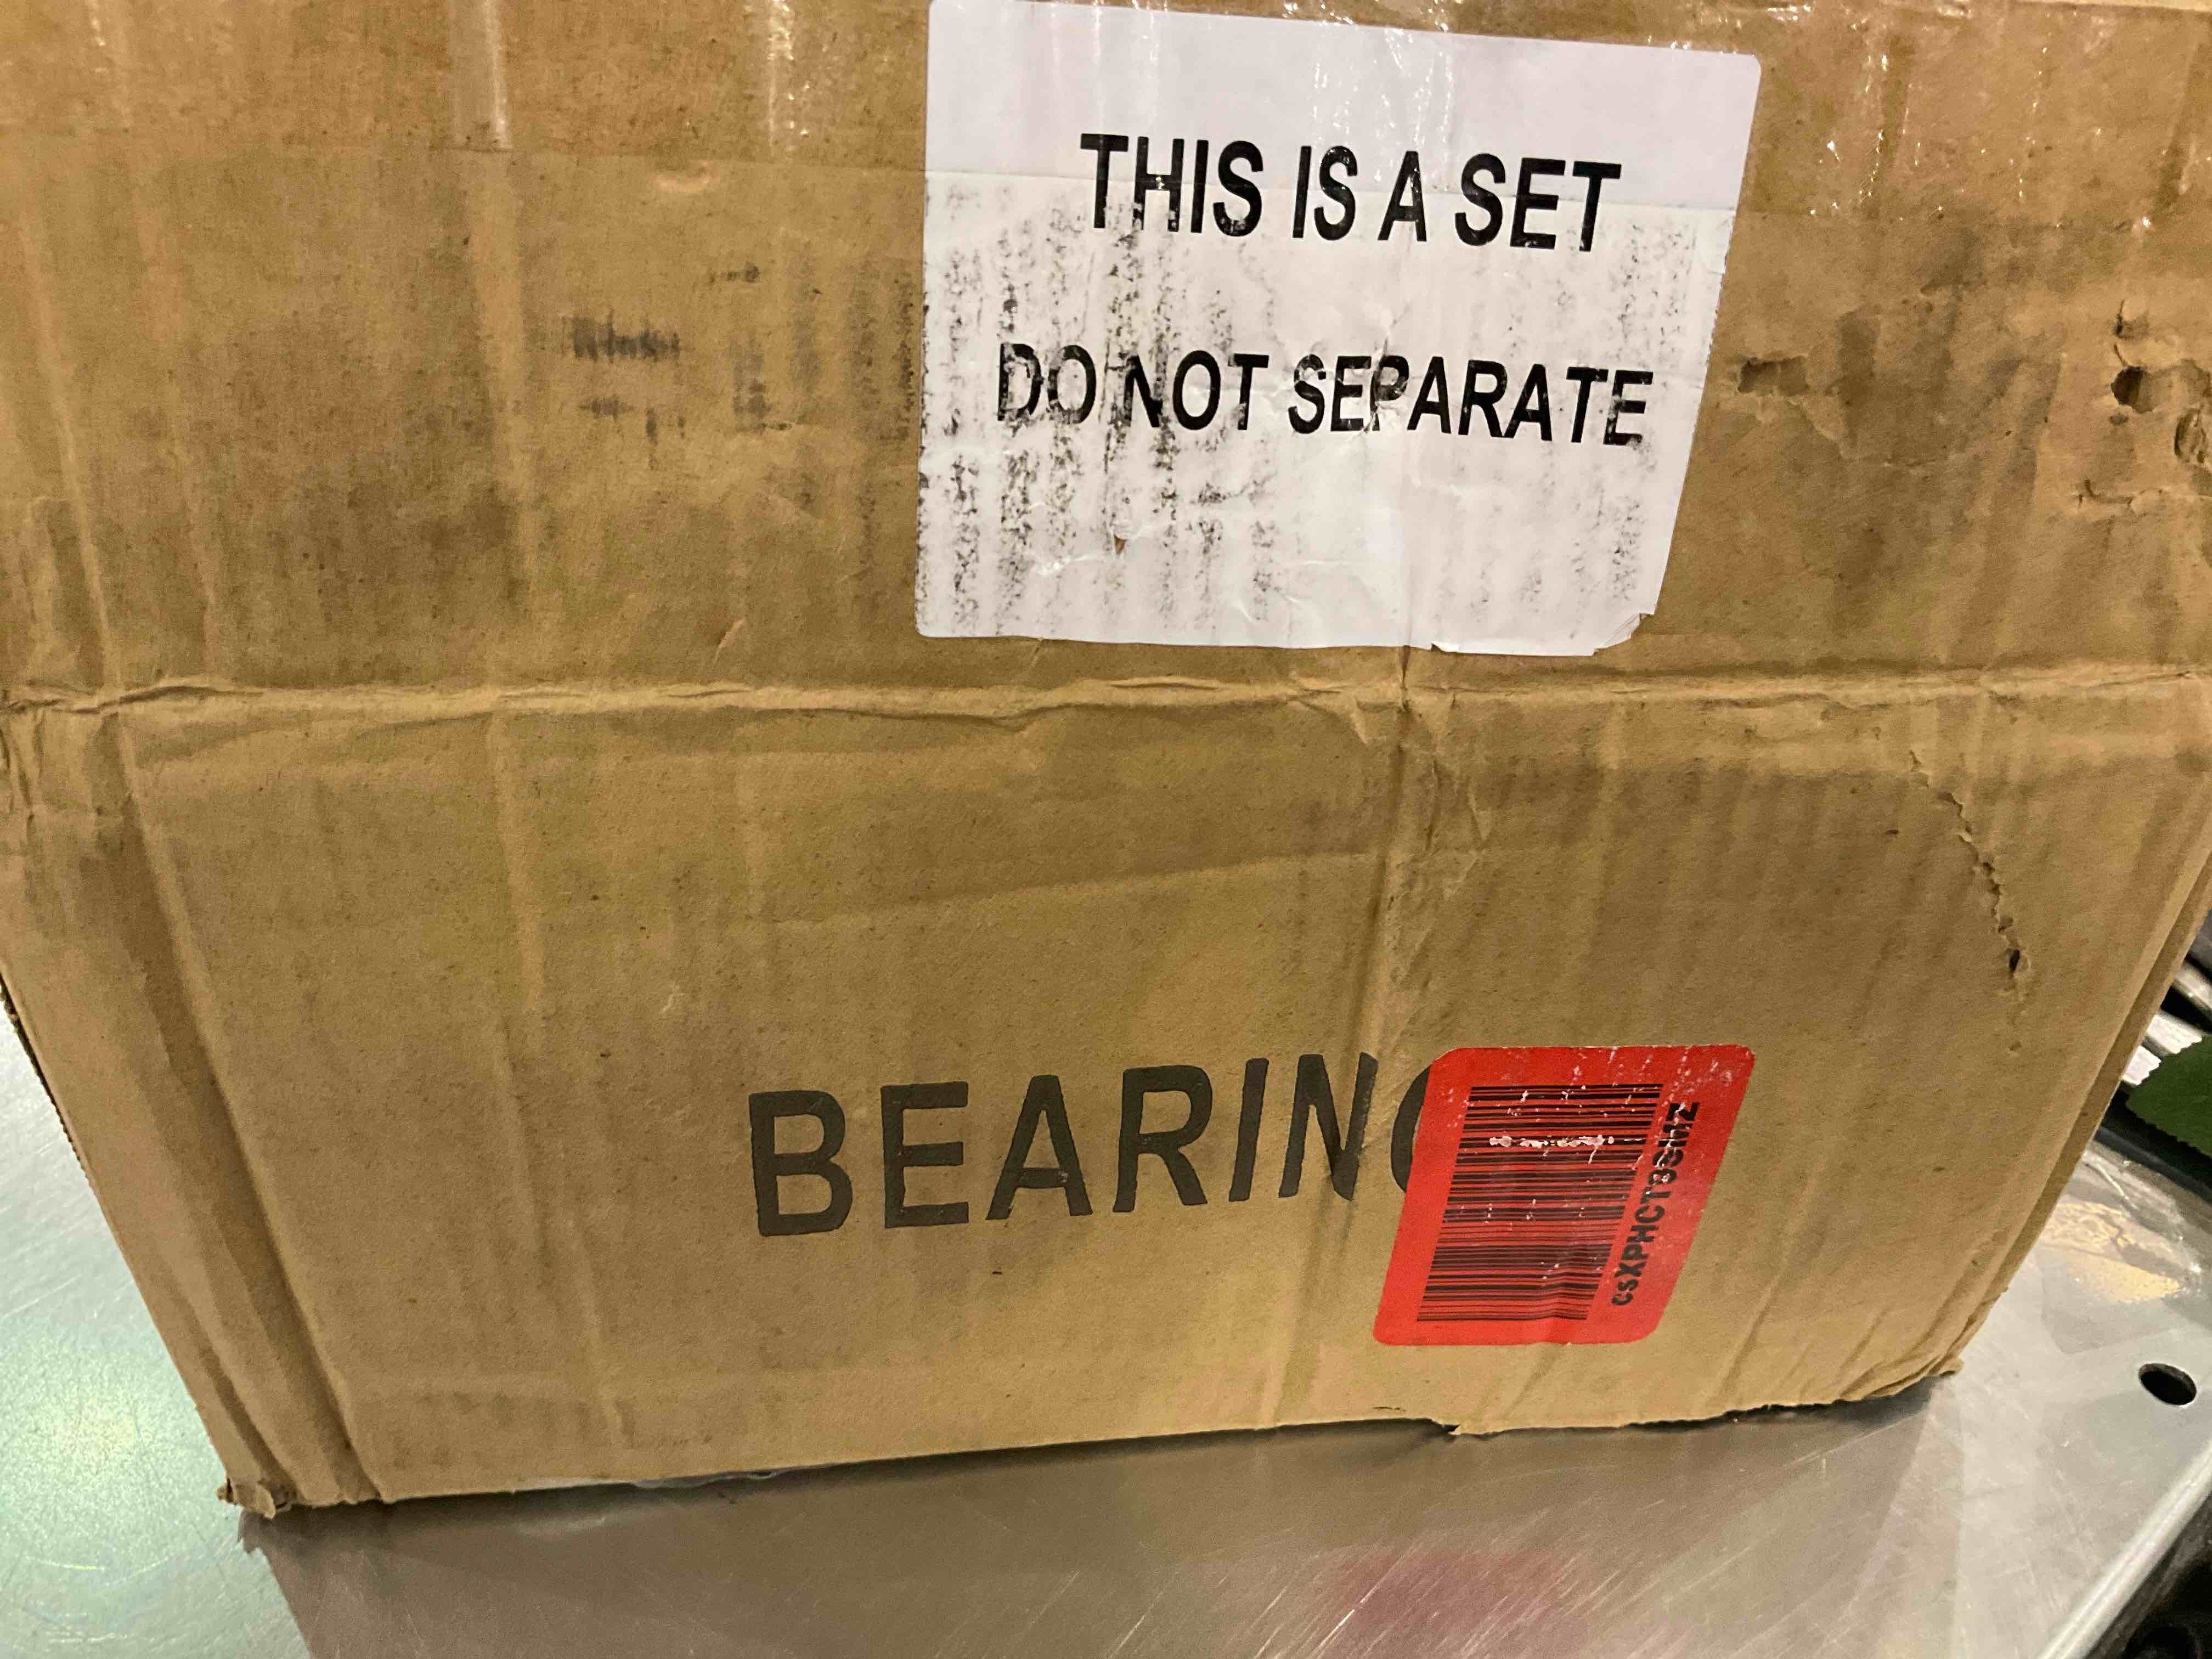 THIS IS A SET
DO NOT SEPARATE
BEARIN